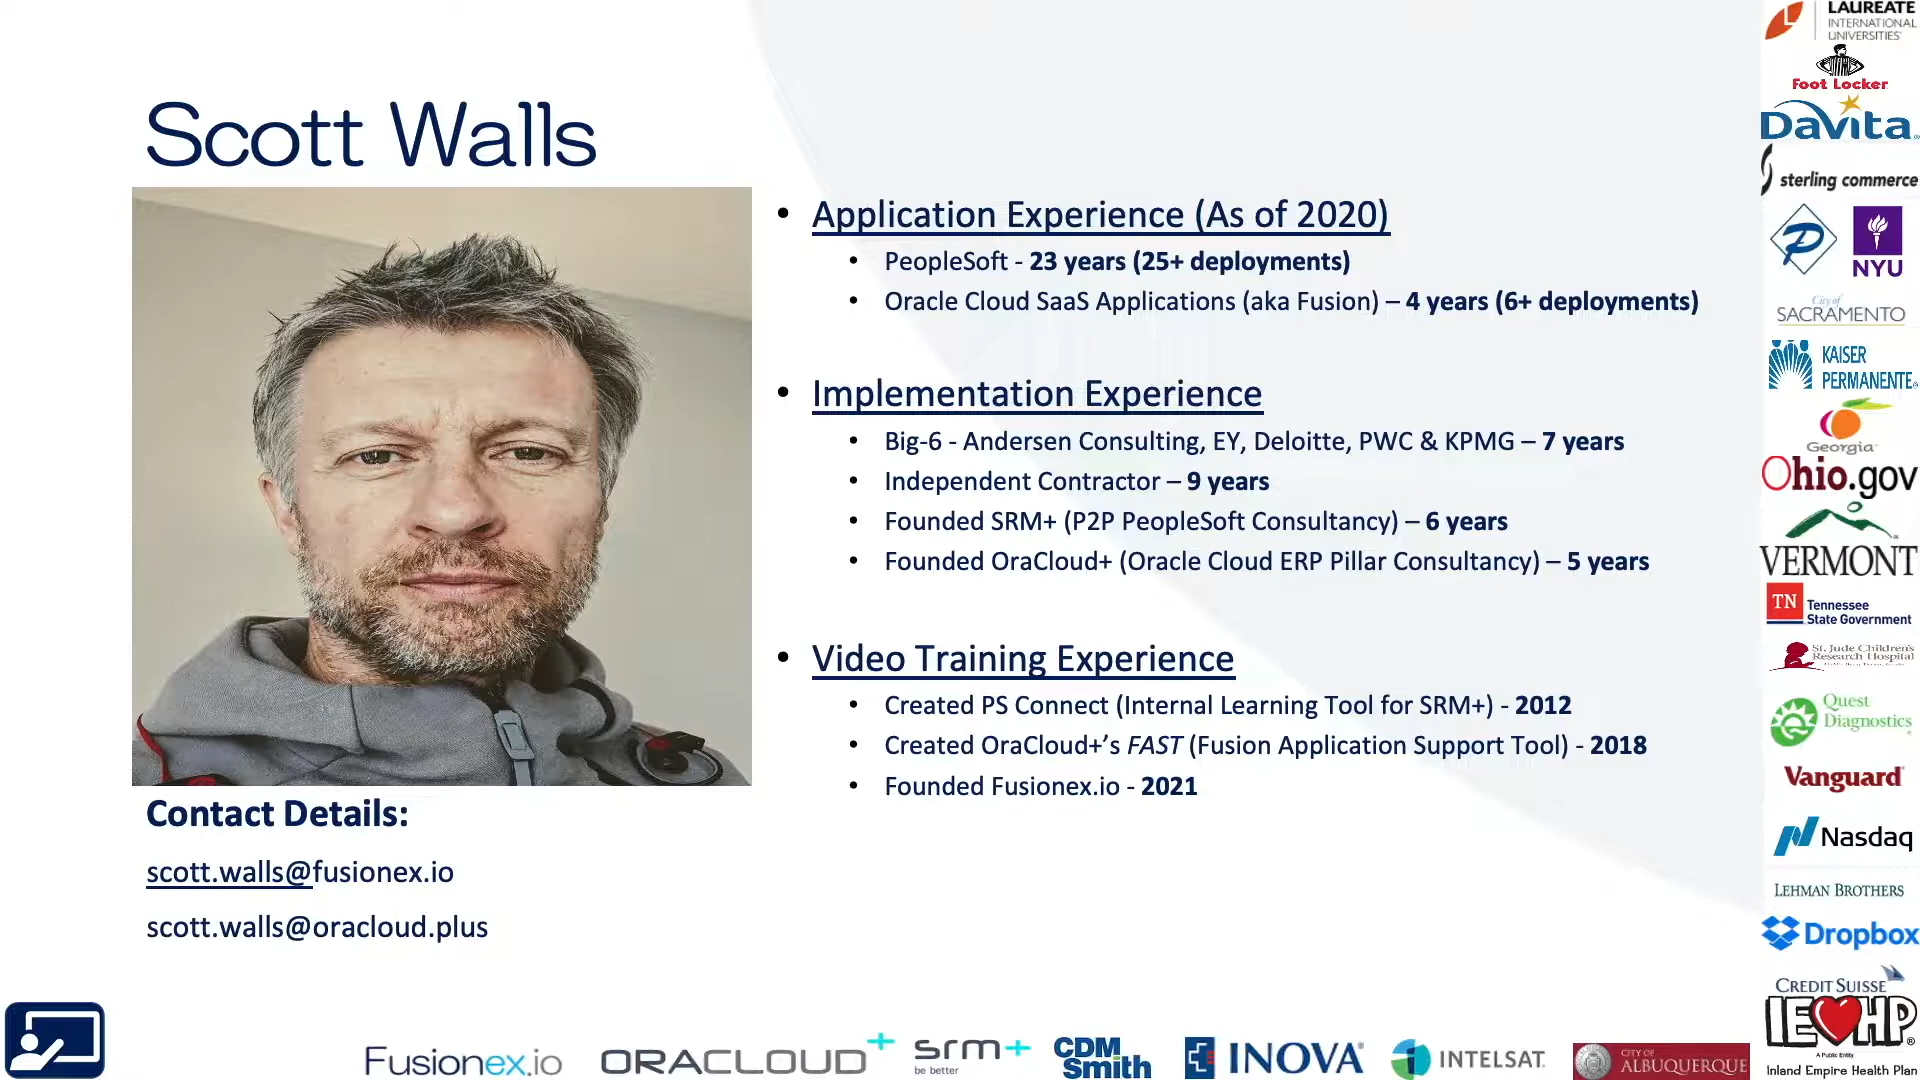 Scott Walls
• Application Experience (As of 2020)
• PeopleSoft - 23 years (25+ deployments)
• Oracle Cloud SaaS Applications (aka Fusion) – 4 years (6+ deployments)
• Implementation Experience
• Big-6 - Andersen Consulting, EY, Deloitte, PWC & KPMG – 7 years
• Independent Contractor – 9 years
• Founded SRM+ (P2P PeopleSoft Consultancy) – 6 years
• Founded OraCloud+ (Oracle Cloud ERP Pillar Consultancy) – 5 years
• Video Training Experience
• Created PS Connect (Internal Learning Tool for SRM+) - 2012
• Created OraCloud+’s FAST (Fusion Application Support Tool) - 2018
• Founded Fusionex.io - 2021
Contact Details:
scott.walls@fusionex.io
scott.walls@oracloud.plus
LAUREATE
INTERNATIONAL
UNIVERSITIES
Foot Locker
DaVita
sterling commerce
NYU
City of
SACRAMENTO
KAISER
PERMANENTE®
Georgia
Ohio.gov
VERMONT
TN
Tennessee
State Government
St. Jude Children's
Research Hospital
Quest
Diagnostics
Vanguard
Nasdaq
LEHMAN BROTHERS
Dropbox
CREDIT SUISSE
IEHP®
A Public Entity
Inland Empire Health Plan
Fusionex.io
ORACLOUD+
srm+
be better
CDM
Smith
INOVA
INTELSAT
CITY OF
ALBUQUERQUE